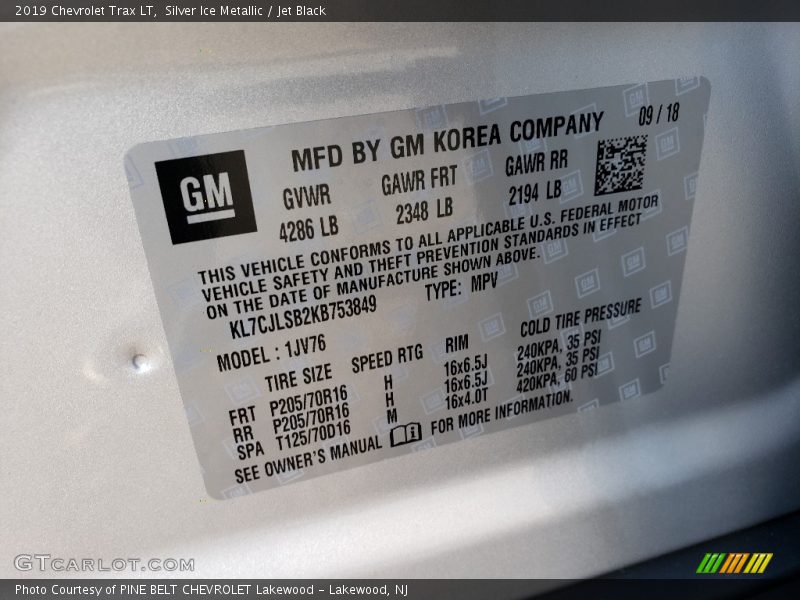 2019 Chevrolet Trax LT, Silver Ice Metallic / Jet Black
09 / 18
MFD BY GM KOREA COMPANY
GM
GVWR GAWR FRT GAWR RR
4286 LB 2348 LB 2194 LB
THIS VEHICLE CONFORMS TO ALL APPLICABLE U.S. FEDERAL MOTOR
VEHICLE SAFETY AND THEFT PREVENTION STANDARDS IN EFFECT
ON THE DATE OF MANUFACTURE SHOWN ABOVE.
KL7CJLSB2KB753849 TYPE: MPV
MODEL : 1JV76
TIRE SIZE SPEED RTG RIM COLD TIRE PRESSURE
FRT P205/70R16 H 16x6.5J 240KPA, 35 PSI
RR P205/70R16 H 16x6.5J 240KPA, 35 PSI
SPA T125/70D16 M 16x4.0T 420KPA, 60 PSI
SEE OWNER'S MANUAL FOR MORE INFORMATION.
GTCARLOT.COM
Photo Courtesy of PINE BELT CHEVROLET Lakewood - Lakewood, NJ